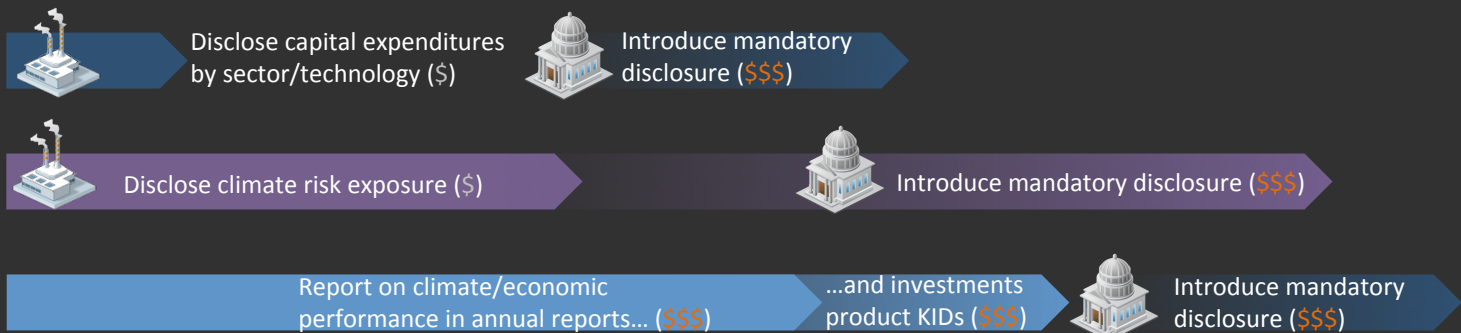 Disclose capital expenditures
by sector/technology ($)
Introduce mandatory
disclosure ($$$)
Disclose climate risk exposure ($)
Introduce mandatory disclosure ($$$)
Report on climate/economic
performance in annual reports… ($$$)
…and investments
product KIDs ($$$)
Introduce mandatory
disclosure ($$$)